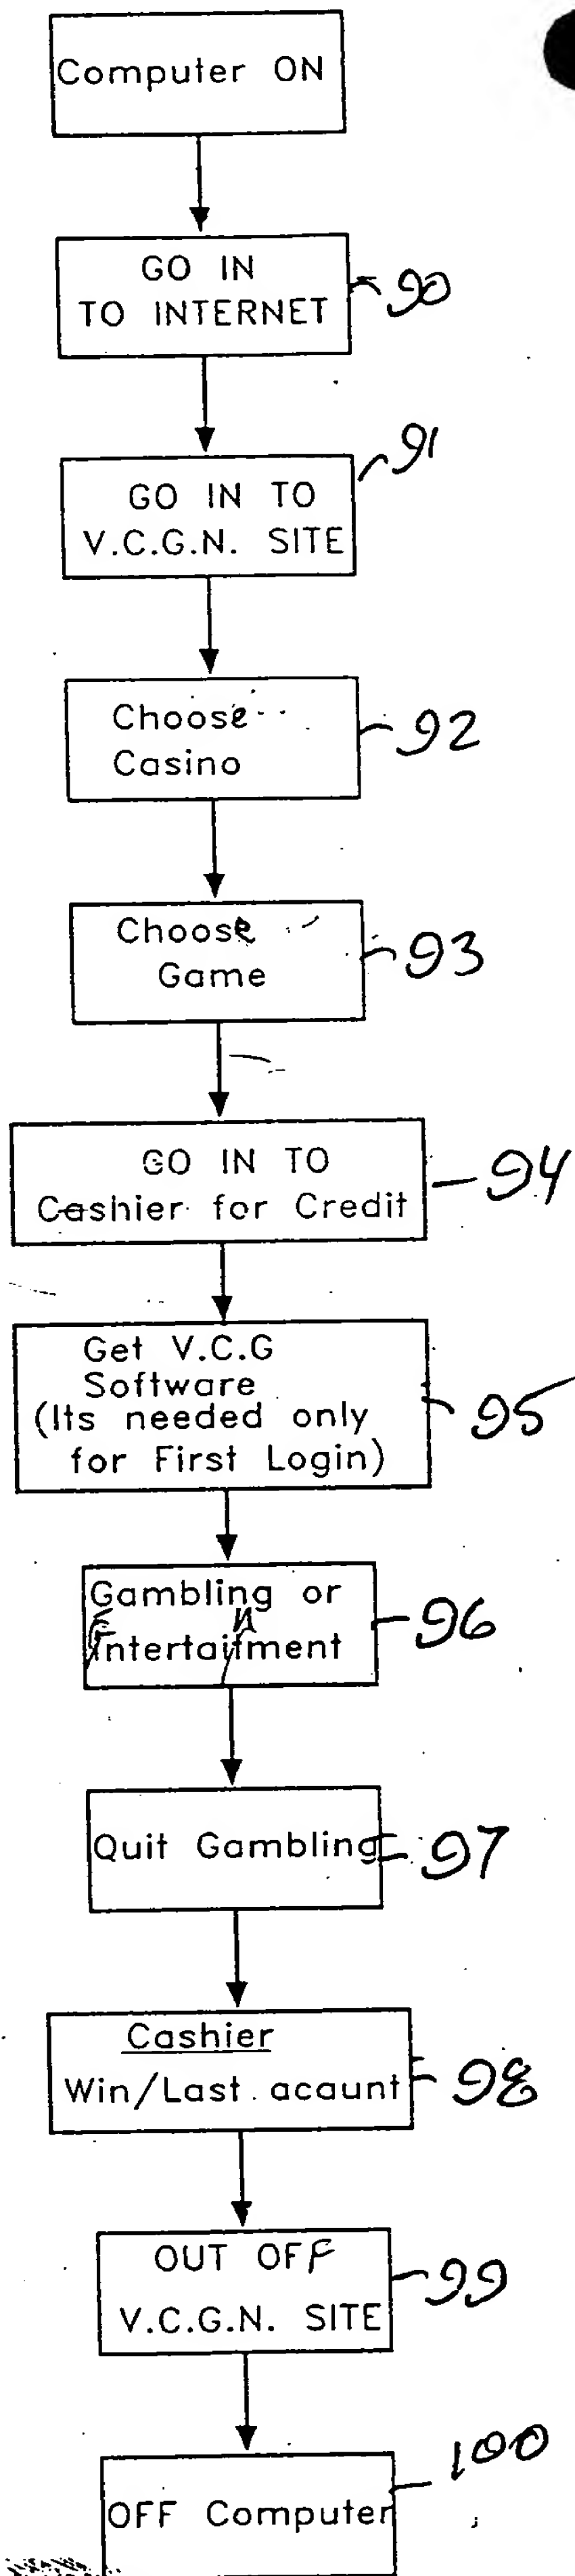 Computer ON
GO IN
TO INTERNET
90
91
GO IN TO
V.C.G.N. SITE
Choose
Casino
92
Choose
Game
93
GO IN TO
Cashier for Credit
94
Get V.C.G
Software
(Its needed only
for First Login)
95
Gambling or
Entertainment
96
Quit Gambling
97
Cashier
Win/Last acaunt
98
OUT OFF
V.C.G.N. SITE
99
100
OFF Computer